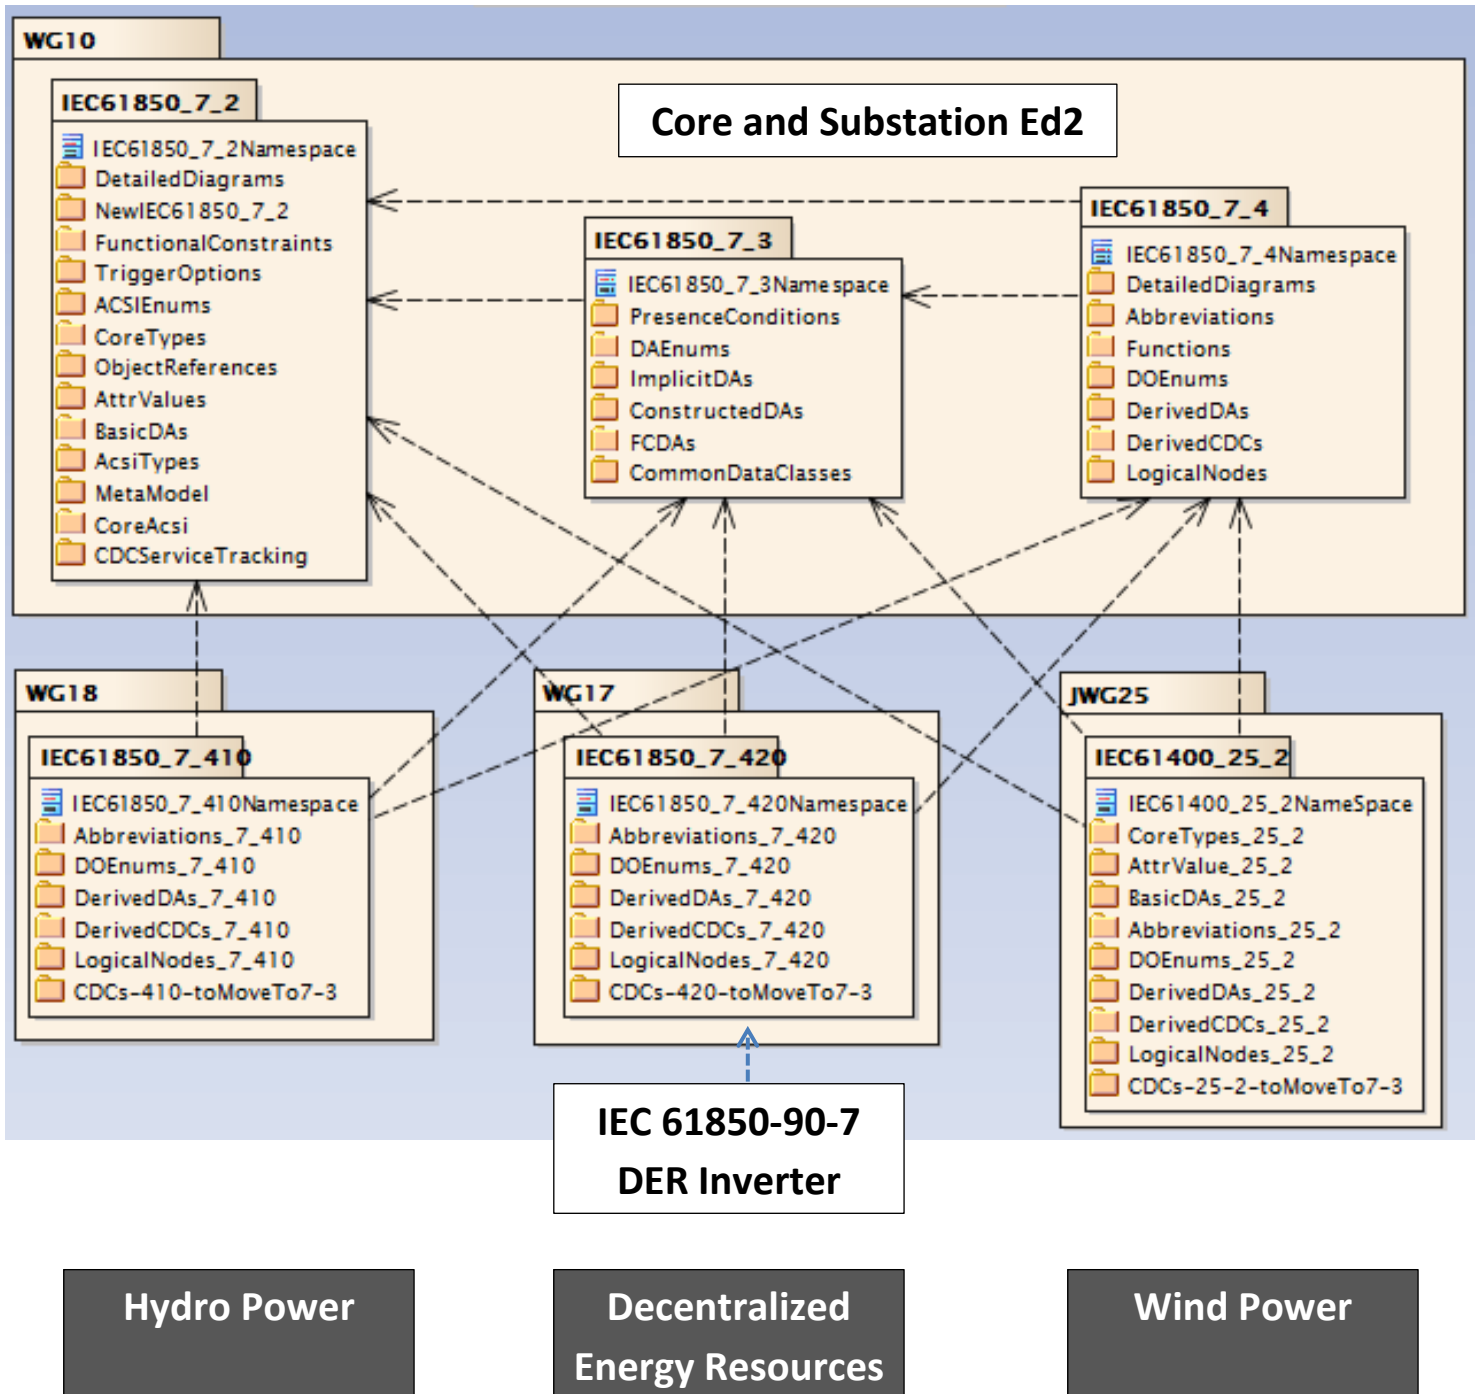 WG10
IEC61850_7_2
IEC61850_7_2Namespace
DetailedDiagrams
NewIEC61850_7_2
FunctionalConstraints
TriggerOptions
ACSIEnums
CoreTypes
ObjectReferences
AttrValues
BasicDAs
AcsiTypes
MetaModel
CoreAcsi
CDCServiceTracking
Core and Substation Ed2
IEC61850_7_3
IEC61850_7_3Namespace
PresenceConditions
DAEnums
ImplicitDAs
ConstructedDAs
FCDAs
CommonDataClasses
IEC61850_7_4
IEC61850_7_4Namespace
DetailedDiagrams
Abbreviations
Functions
DOEnums
DerivedDAs
DerivedCDCs
LogicalNodes
WG18
IEC61850_7_410
IEC61850_7_410Namespace
Abbreviations_7_410
DOEnums_7_410
DerivedDAs_7_410
DerivedCDCs_7_410
LogicalNodes_7_410
CDCs-410-toMoveTo7-3
WG17
IEC61850_7_420
IEC61850_7_420Namespace
Abbreviations_7_420
DOEnums_7_420
DerivedDAs_7_420
DerivedCDCs_7_420
LogicalNodes_7_420
CDCs-420-toMoveTo7-3
JWG25
IEC61400_25_2
IEC61400_25_2NameSpace
CoreTypes_25_2
AttrValue_25_2
BasicDAs_25_2
Abbreviations_25_2
DOEnums_25_2
DerivedDAs_25_2
DerivedCDCs_25_2
LogicalNodes_25_2
CDCs-25-2-toMoveTo7-3
IEC 61850-90-7
DER Inverter
Hydro Power
Decentralized
Energy Resources
Wind Power